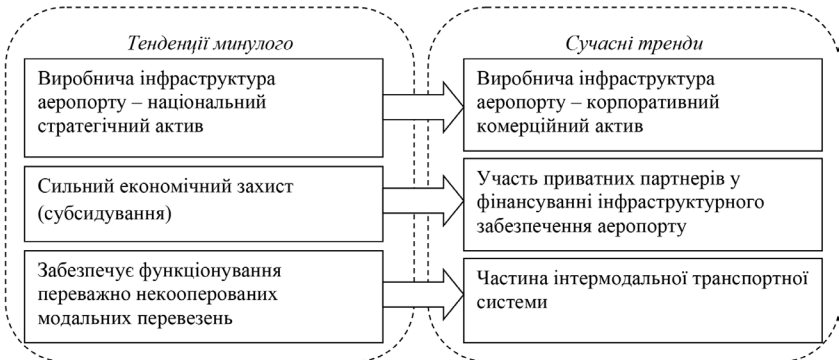 Тенденції минулого
Виробнича інфраструктура
аеропорту – національний
стратегічний актив
Сильний економічний захист
(субсидування)
Забезпечує функціонування
переважно некооперованих
модальних перевезень
Сучасні тренди
Виробнича інфраструктура
аеропорту – корпоративний
комерційний актив
Участь приватних партнерів у
фінансуванні інфраструктурного
забезпечення аеропорту
Частина інтермодальної транспортної
системи